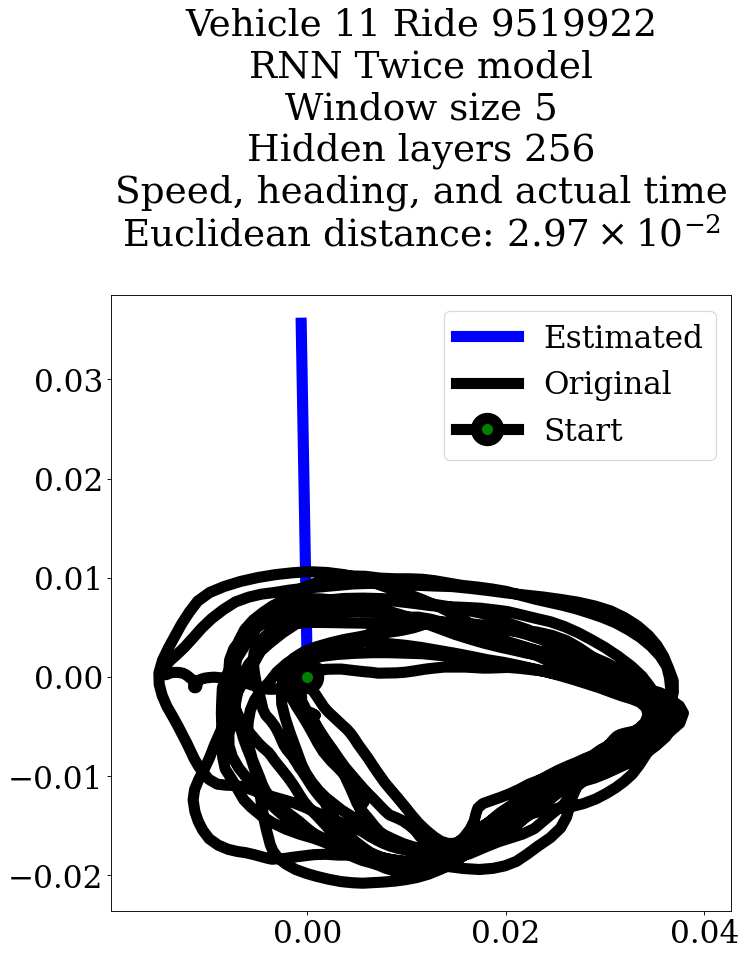 Vehicle 11 Ride 9519922
RNN Twice model
Window size 5
Hidden layers 256
Speed, heading, and actual time
Euclidean distance: 2.97 × 10⁻²
Estimated
Original
Start
0.03
0.02
0.01
0.00
−0.01
−0.02
0.00 0.02 0.04